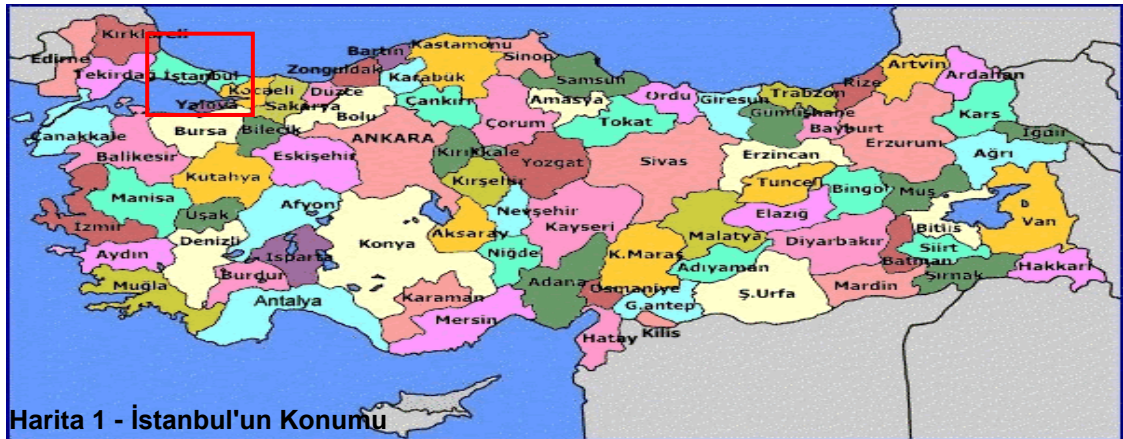 Kırklareli
Edirne
Tekirdağ
İstanbul
Kocaeli
Yalova
Sakarya
Düzce
Zonguldak
Bartın
Kastamonu
Sinop
Karabük
Bolu
Çankırı
Samsun
Amasya
Ordu
Giresun
Trabzon
Rize
Artvin
Ardahan
Gümüşhane
Bayburt
Kars
Iğdır
Çanakkale
Bursa
Bilecik
ANKARA
Çorum
Tokat
Erzurum
Ağrı
Balikesir
Eskişehir
Kırıkkale
Yozgat
Sivas
Erzincan
Kutahya
Kırşehir
Tunceli
Bingöl
Muş
Manisa
Uşak
Afyon
Nevşehir
Elazığ
Van
İzmir
Aksaray
Kayseri
Malatya
Bitlis
Denizli
Konya
Diyarbakır
Siirt
Aydın
Isparta
Niğde
K.Maraş
Adıyaman
Batman
Şırnak
Hakkari
Burdur
Muğla
Adana
Osmaniye
Mardin
Antalya
Karaman
G.antep
Ş.Urfa
Mersin
Hatay
Kilis
Harita 1 - İstanbul'un Konumu